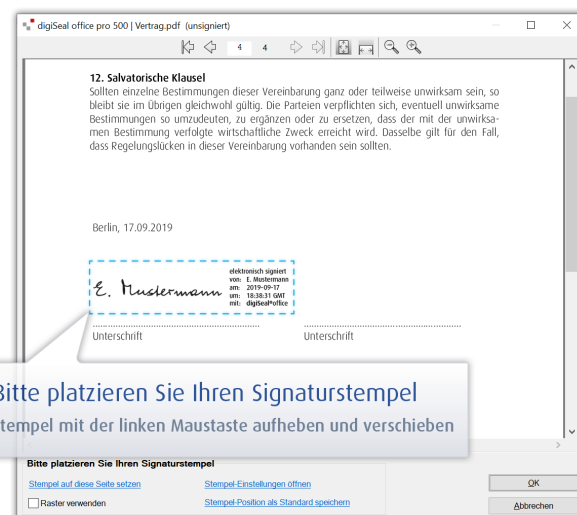 digiSeal office pro 500 | Vertrag.pdf (unsigniert)
4 4
12. Salvatorische Klausel
Sollten einzelne Bestimmungen dieser Vereinbarung ganz oder teilweise unwirksam sein, so
bleibt sie im Übrigen gleichwohl gültig. Die Parteien verpflichten sich, eventuell unwirksame
Bestimmungen so umzudeuten, zu ergänzen oder zu ersetzen, dass der mit der unwirksa-
men Bestimmung verfolgte wirtschaftliche Zweck erreicht wird. Dasselbe gilt für den Fall,
dass Regelungslücken in dieser Vereinbarung vorhanden sein sollten.
Berlin, 17.09.2019
E. Mustermann
elektronisch signiert
von: E. Mustermann
am: 2019-09-17
um: 18:38:31 GMT
mit: digiSeal®office
Unterschrift Unterschrift
Bitte platzieren Sie Ihren Signaturstempel
tempel mit der linken Maustaste aufheben und verschieben
Bitte platzieren Sie Ihren Signaturstempel
Stempel auf diese Seite setzen Stempel-Einstellungen öffnen
Raster verwenden Stempel-Position als Standard speichern
OK
Abbrechen